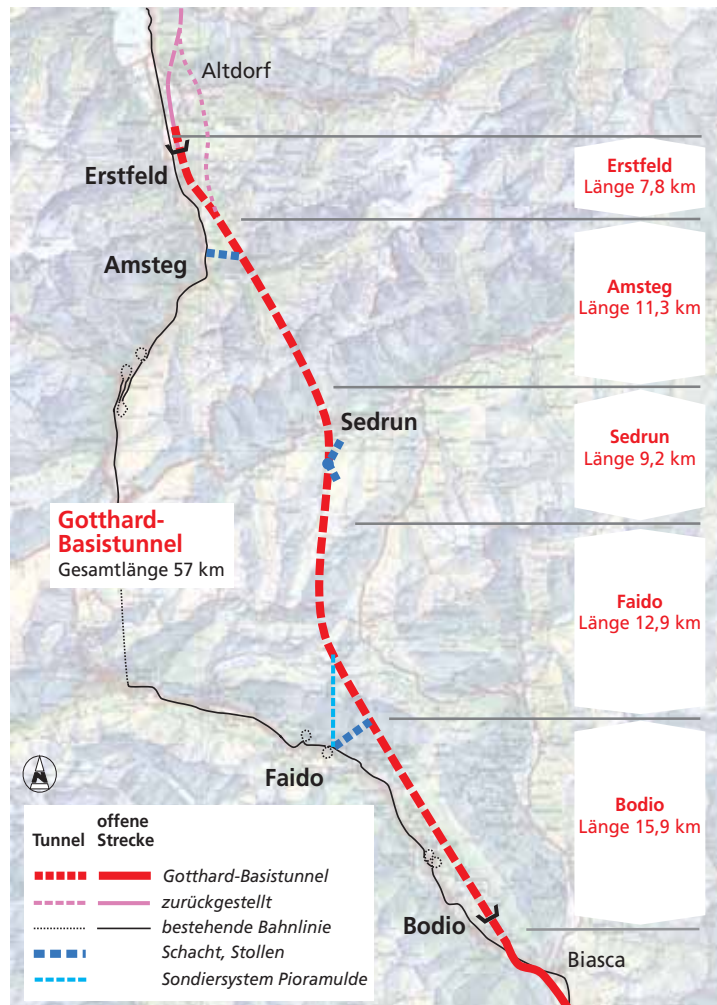 Altdorf
Erstfeld
Länge 7,8 km
Erstfeld
Amsteg
Amsteg
Länge 11,3 km
Sedrun
Sedrun
Länge 9,2 km
Gotthard-
Basistunnel
Gesamtlänge 57 km
Faido
Länge 12,9 km
Faido
N
Bodio
Länge 15,9 km
Bodio
Biasca
Tunnel
offene
Strecke
Gotthard-Basistunnel
zurückgestellt
bestehende Bahnlinie
Schacht, Stollen
Sondiersystem Pioramulde